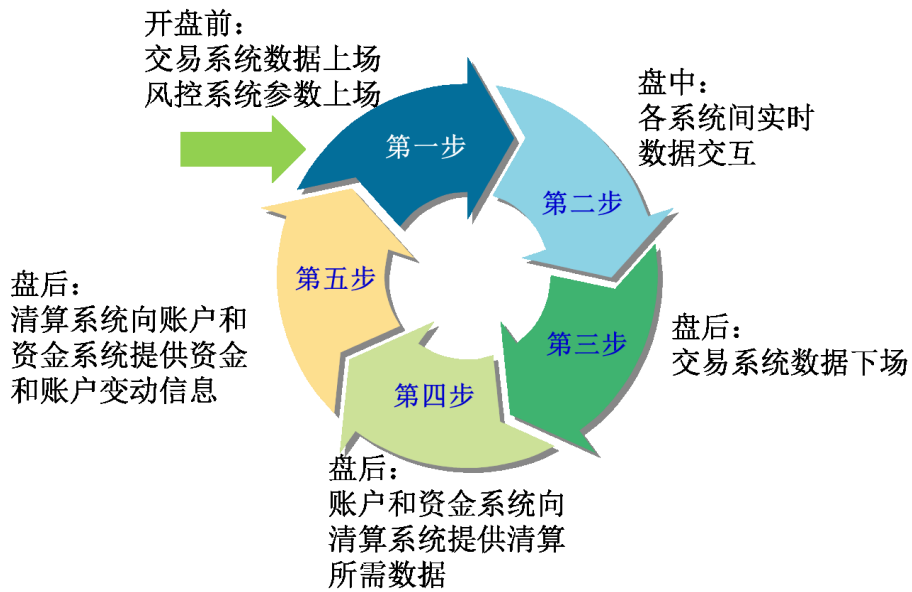 开盘前：
交易系统数据上场
风控系统参数上场
第一步
盘中：
各系统间实时
数据交互
第二步
第三步
盘后：
交易系统数据下场
第四步
盘后：
账户和资金系统向
清算系统提供清算
所需数据
第五步
盘后：
清算系统向账户和
资金系统提供资金
和账户变动信息